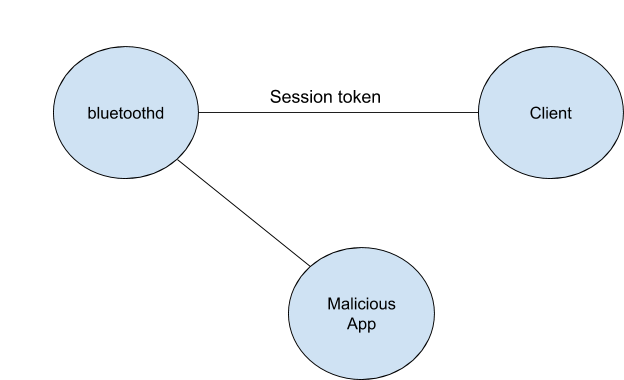 Session token
bluetoothd
Client
Malicious
App